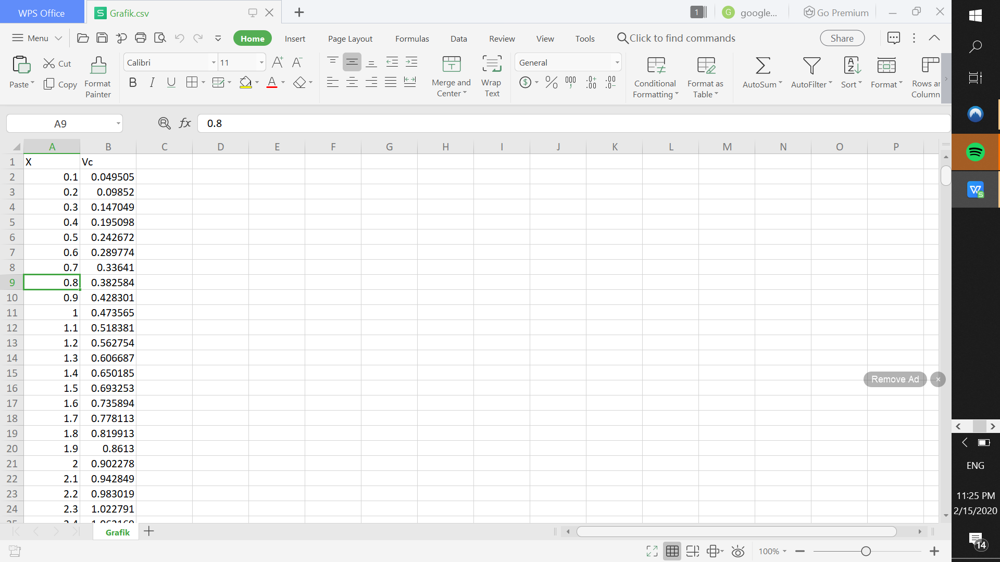 WPS Office
Grafik.csv
1
G
google...
Go Premium
Menu
Home
Insert
Page Layout
Formulas
Data
Review
View
Tools
Click to find commands
Share
Paste
Cut
Copy
Format
Painter
Calibri
11
Merge and
Center
Wrap
Text
General
Conditional
Formatting
Format as
Table
AutoSum
AutoFilter
Sort
Format
Rows ar
Column
A9
fx
0.8
A B C D E F G H I J K L M N O P
1 X Vc
2 0.1 0.049505
3 0.2 0.09852
4 0.3 0.147049
5 0.4 0.195098
6 0.5 0.242672
7 0.6 0.289774
8 0.7 0.33641
9 0.8 0.382584
10 0.9 0.428301
11 1 0.473565
12 1.1 0.518381
13 1.2 0.562754
14 1.3 0.606687
15 1.4 0.650185
16 1.5 0.693253
17 1.6 0.735894
18 1.7 0.778113
19 1.8 0.819913
20 1.9 0.8613
21 2 0.902278
22 2.1 0.942849
23 2.2 0.983019
24 2.3 1.022791
Remove Ad
Grafik
100%
ENG
11:25 PM
2/15/2020
14